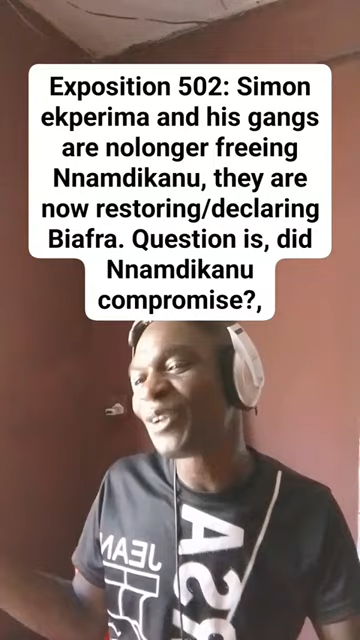 Exposition 502: Simon
ekperima and his gangs
are nolonger freeing
Nnamdikanu, they are
now restoring/declaring
Biafra. Question is, did
Nnamdikanu
compromise?,
JEAN